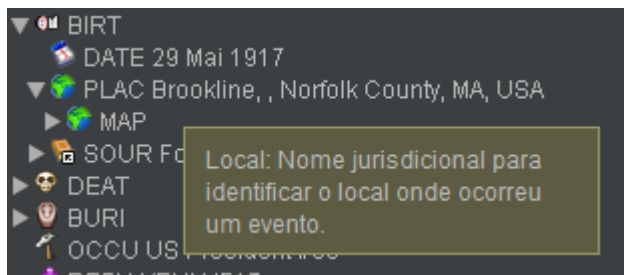 BIRT
DATE 29 Mai 1917
PLAC Brookline, , Norfolk County, MA, USA
MAP
SOUR
Local: Nome jurisdicional para
identificar o local onde ocorreu
um evento.
DEAT
BURI
OCCU US